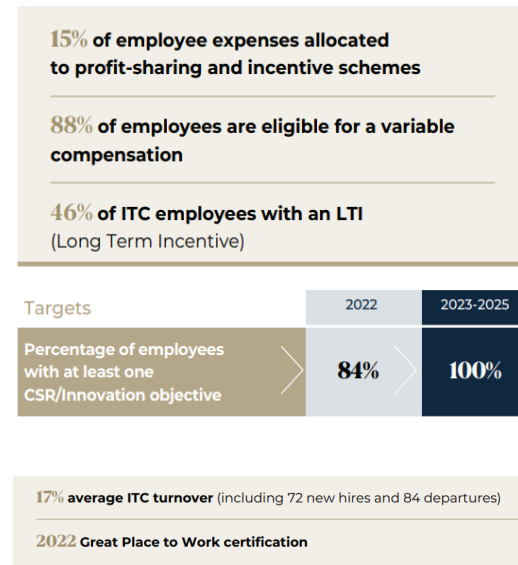 15% of employee expenses allocated
to profit-sharing and incentive schemes
88% of employees are eligible for a variable
compensation
46% of ITC employees with an LTI
(Long Term Incentive)
Targets 2022 2023-2025
Percentage of employees
with at least one
CSR/Innovation objective
84% 100%
17% average ITC turnover (including 72 new hires and 84 departures)
2022 Great Place to Work certification